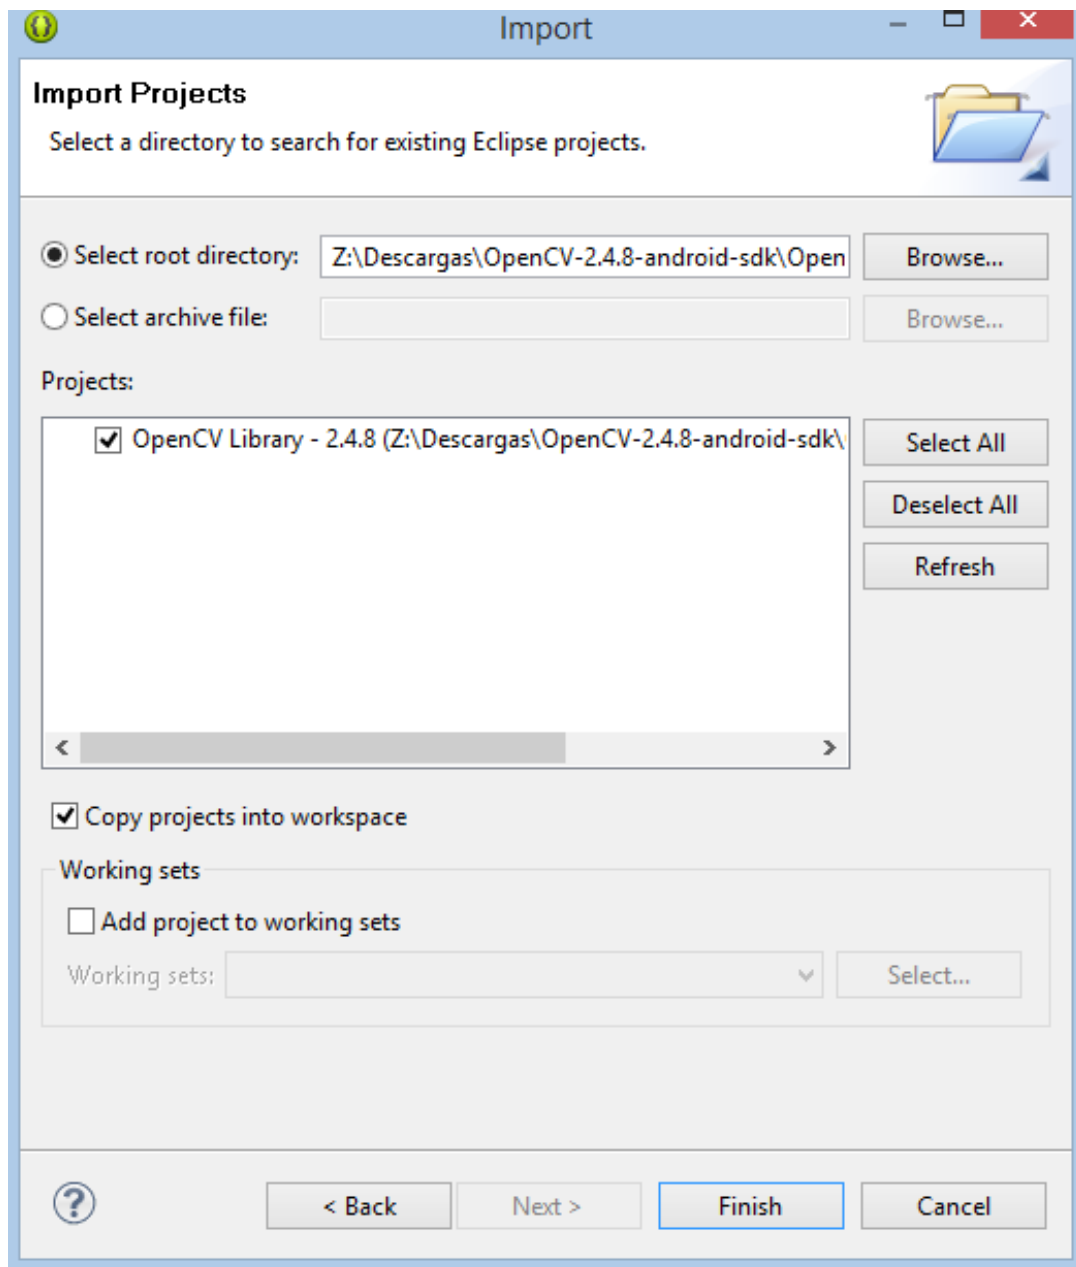 Import
Import Projects
Select a directory to search for existing Eclipse projects.
Select root directory: Z:\Descargas\OpenCV-2.4.8-android-sdk\Open Browse...
Select archive file: Browse...
Projects:
OpenCV Library - 2.4.8 (Z:\Descargas\OpenCV-2.4.8-android-sdk\ Select All
Deselect All
Refresh
Copy projects into workspace
Working sets
Add project to working sets
Working sets: Select...
? < Back Next > Finish Cancel